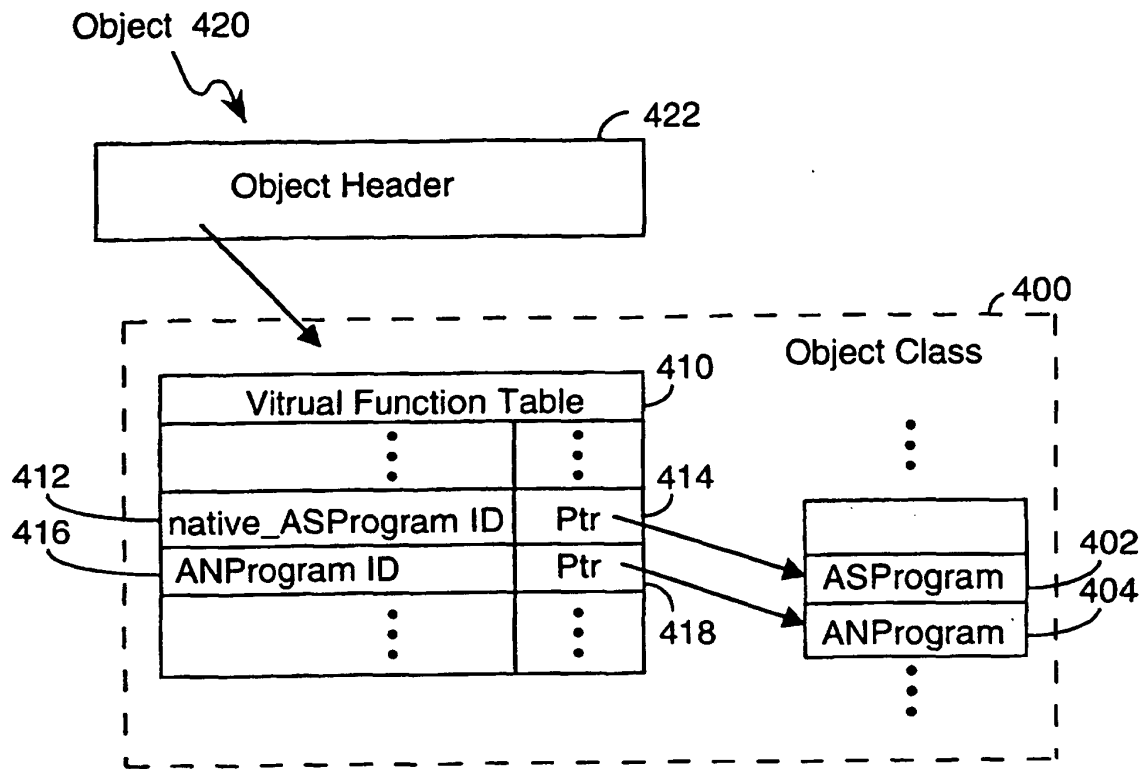 Object 420
422
Object Header
400
Object Class
410
Vitrual Function Table
412
414
native_ASProgram ID
Ptr
416
ANProgram ID
Ptr
418
402
ASProgram
404
ANProgram